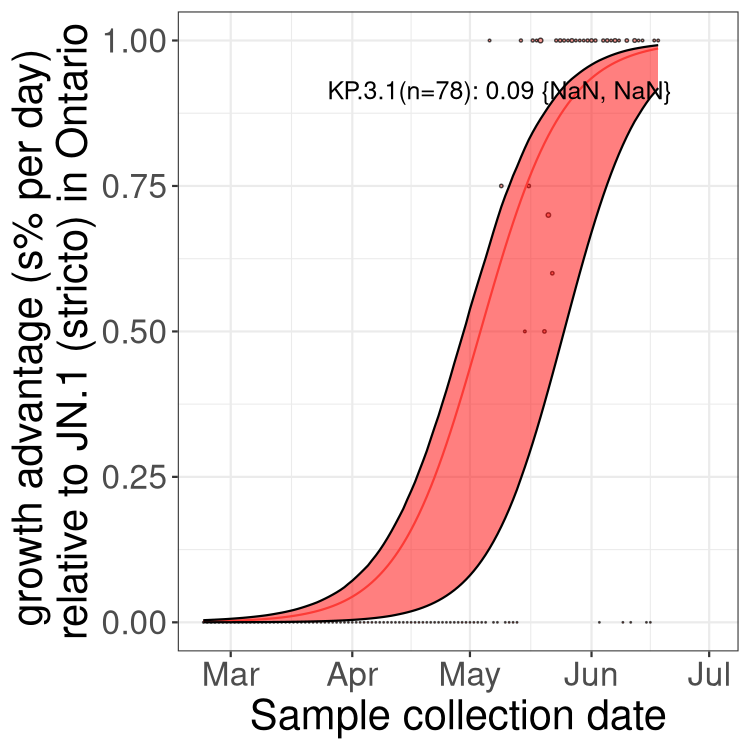 growth advantage (s% per day)
relative to JN.1 (stricto) in Ontario
1.00
0.75
0.50
0.25
0.00
KP.3.1(n=78): 0.09 {NaN, NaN}
Mar Apr May Jun Jul
Sample collection date